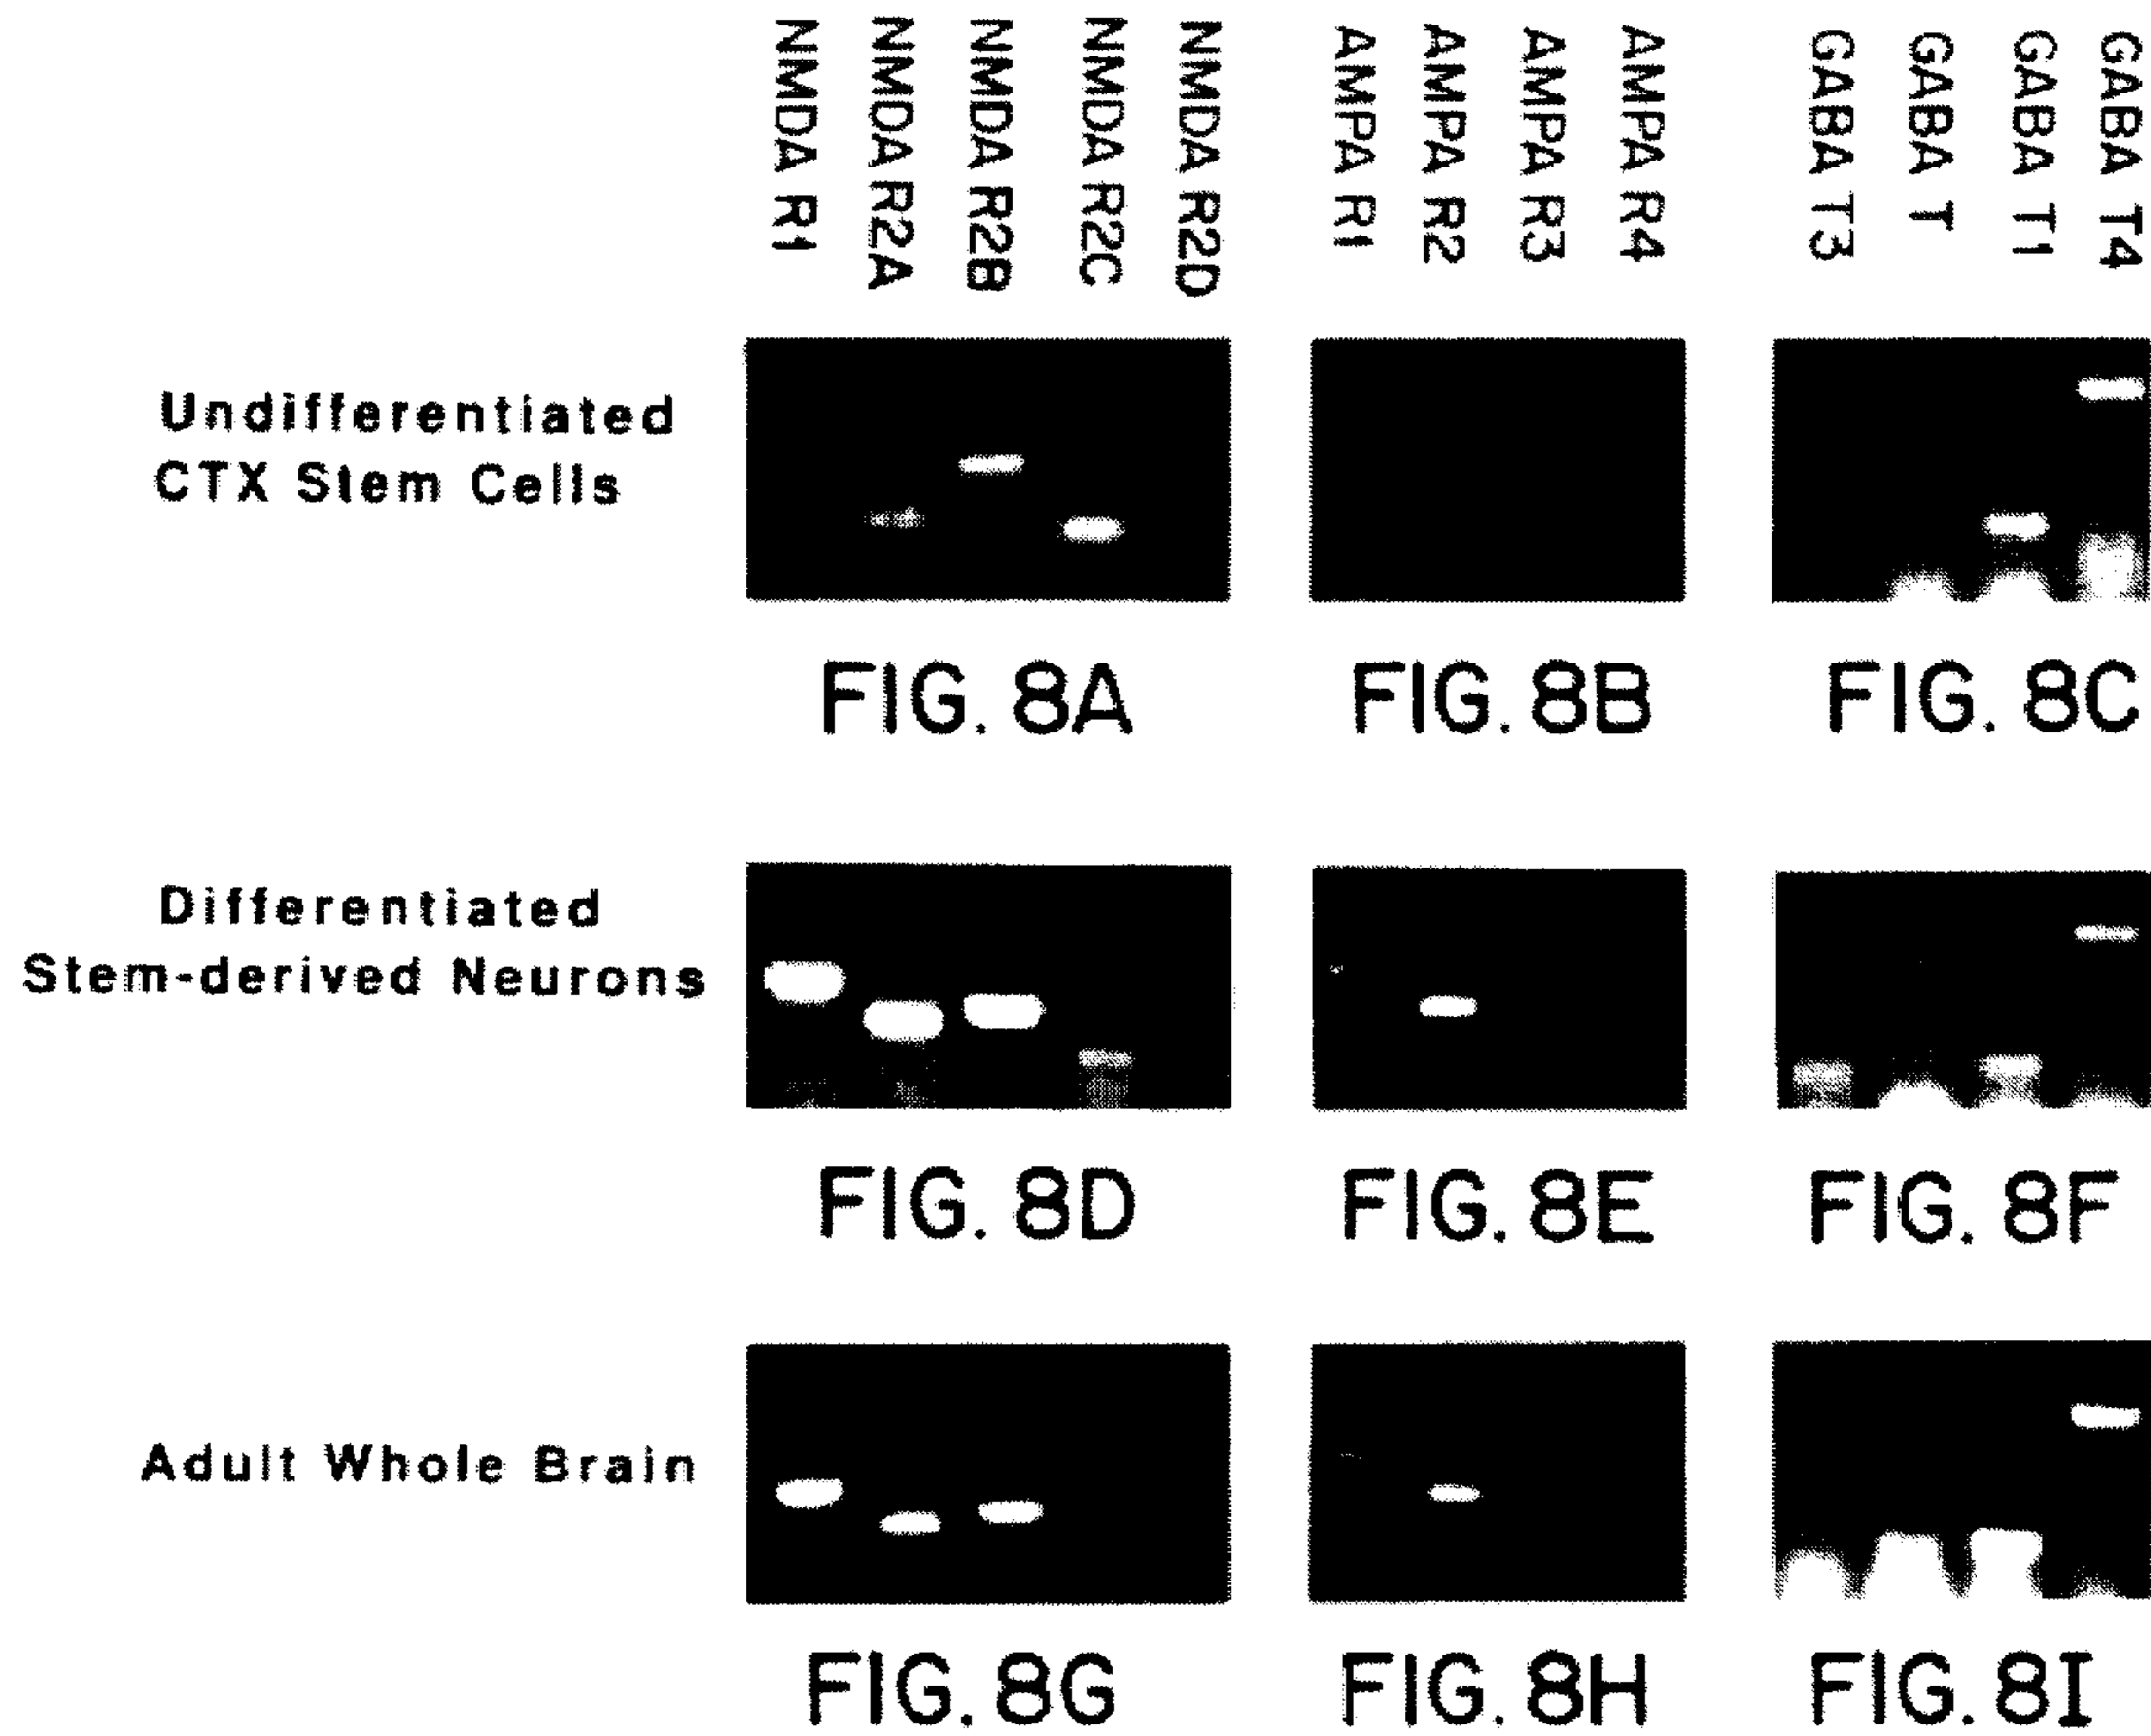 NMDA R1
NMDA R2A
NMDA R2B
NMDA R2C
NMDA R2D
AMPA R1
AMPA R2
AMPA R3
AMPA R4
GABA T3
GABA T
GABA T1
GABA T4
Undifferentiated
CTX Stem Cells
FIG. 8A
FIG. 8B
FIG. 8C
Differentiated
Stem-derived Neurons
FIG. 8D
FIG. 8E
FIG. 8F
Adult Whole Brain
FIG. 8G
FIG. 8H
FIG. 8I